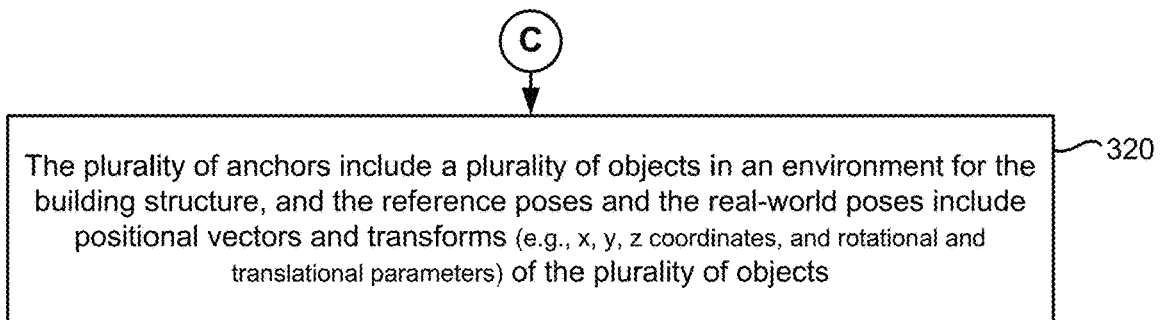 C
The plurality of anchors include a plurality of objects in an environment for the
building structure, and the reference poses and the real-world poses include
positional vectors and transforms (e.g., x, y, z coordinates, and rotational and
translational parameters) of the plurality of objects
320